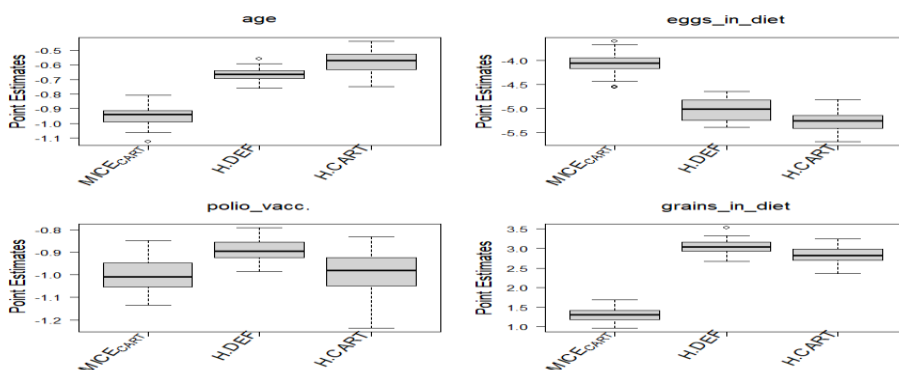 age
Point Estimates
-0.5
-0.6
-0.7
-0.8
-0.9
-1.0
-1.1
MICECART
H.DEF
H.CART
eggs_in_diet
Point Estimates
-4.0
-4.5
-5.0
-5.5
MICECART
H.DEF
H.CART
polio_vacc.
Point Estimates
-0.8
-0.9
-1.0
-1.1
-1.2
MICECART
H.DEF
H.CART
grains_in_diet
Point Estimates
3.5
3.0
2.5
2.0
1.5
1.0
MICECART
H.DEF
H.CART